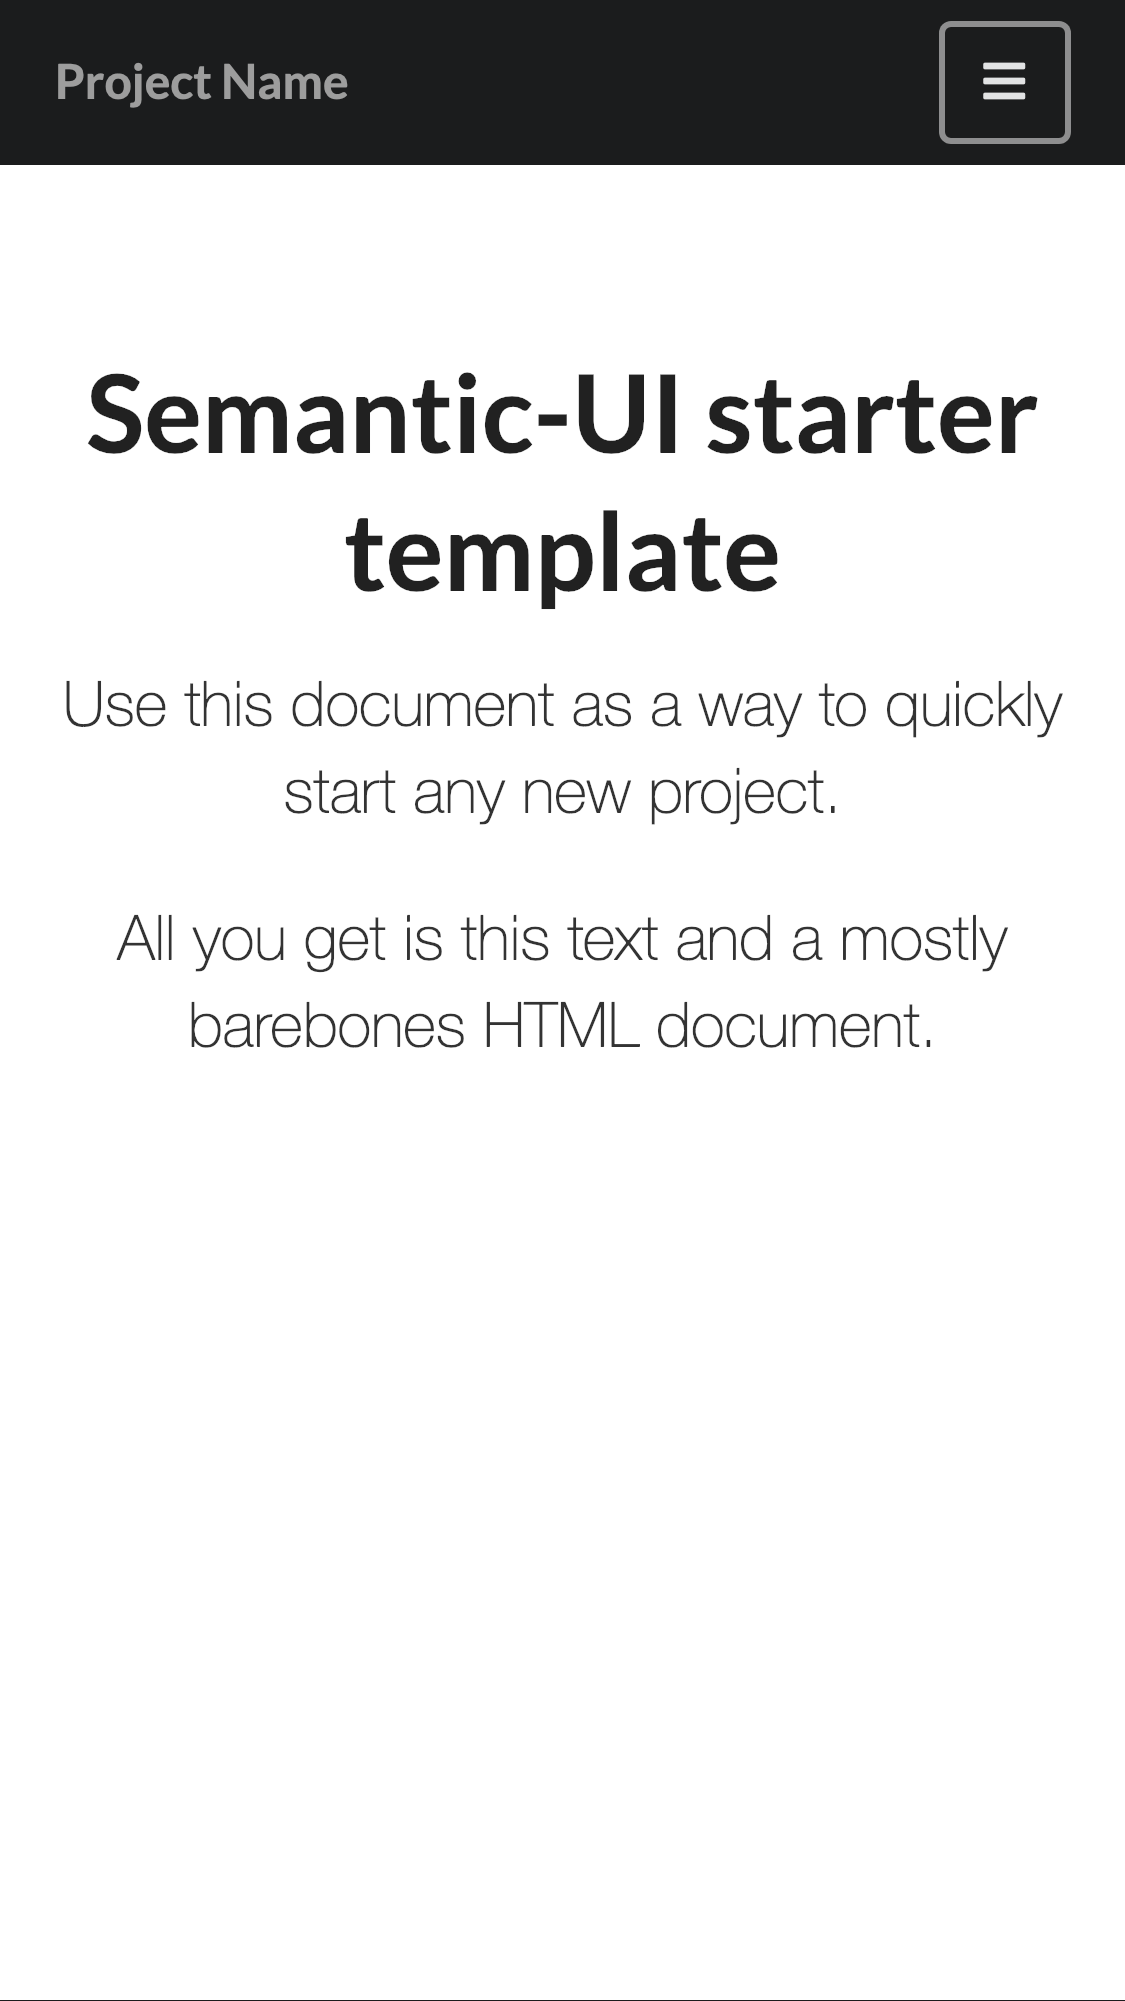 Project Name
Semantic-UI starter
template
Use this document as a way to quickly
start any new project.
All you get is this text and a mostly
barebones HTML document.